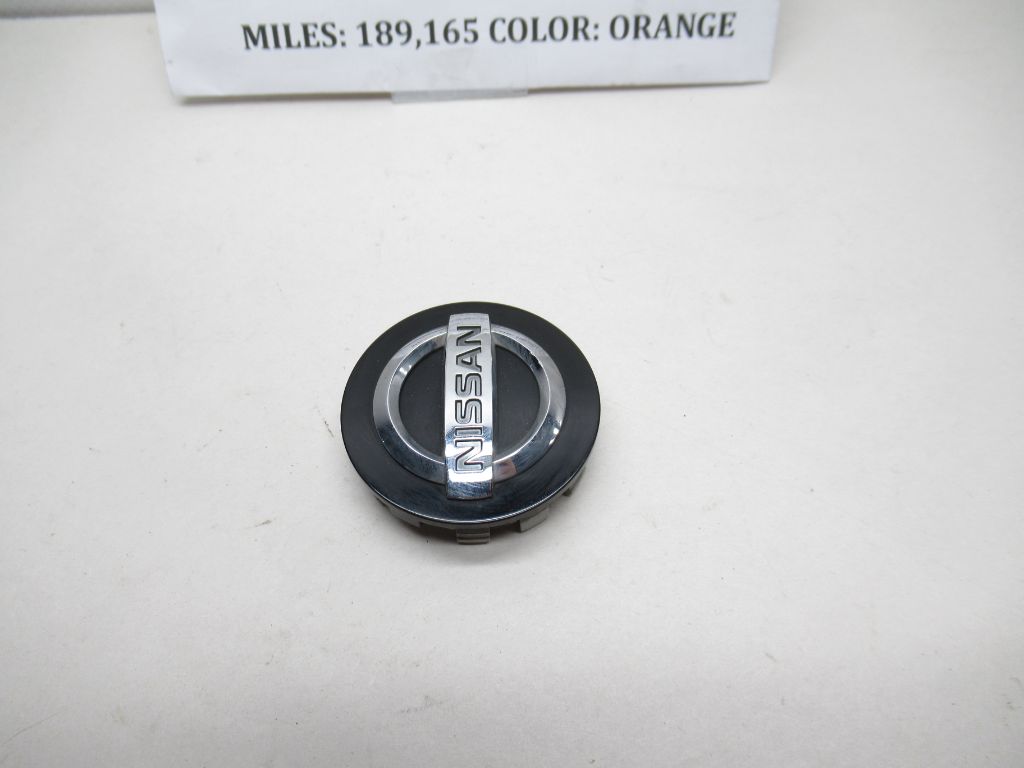 MILES: 189,165 COLOR: ORANGE
NISSAN